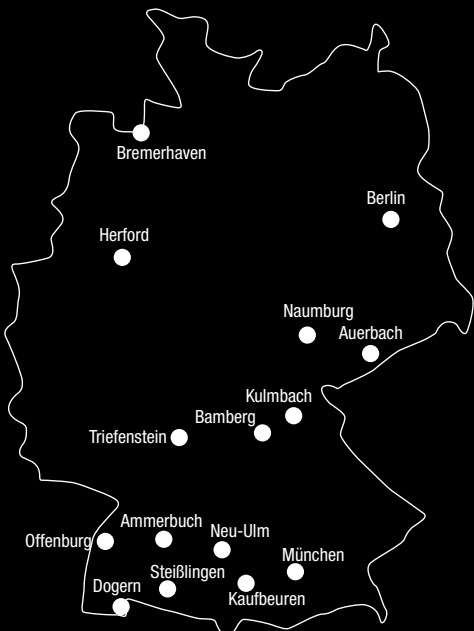 Bremerhaven
Berlin
Herford
Naumburg
Auerbach
Kulmbach
Bamberg
Triefenstein
Ammerbuch
Neu-Ulm
Offenburg
München
Steißlingen
Dogern
Kaufbeuren